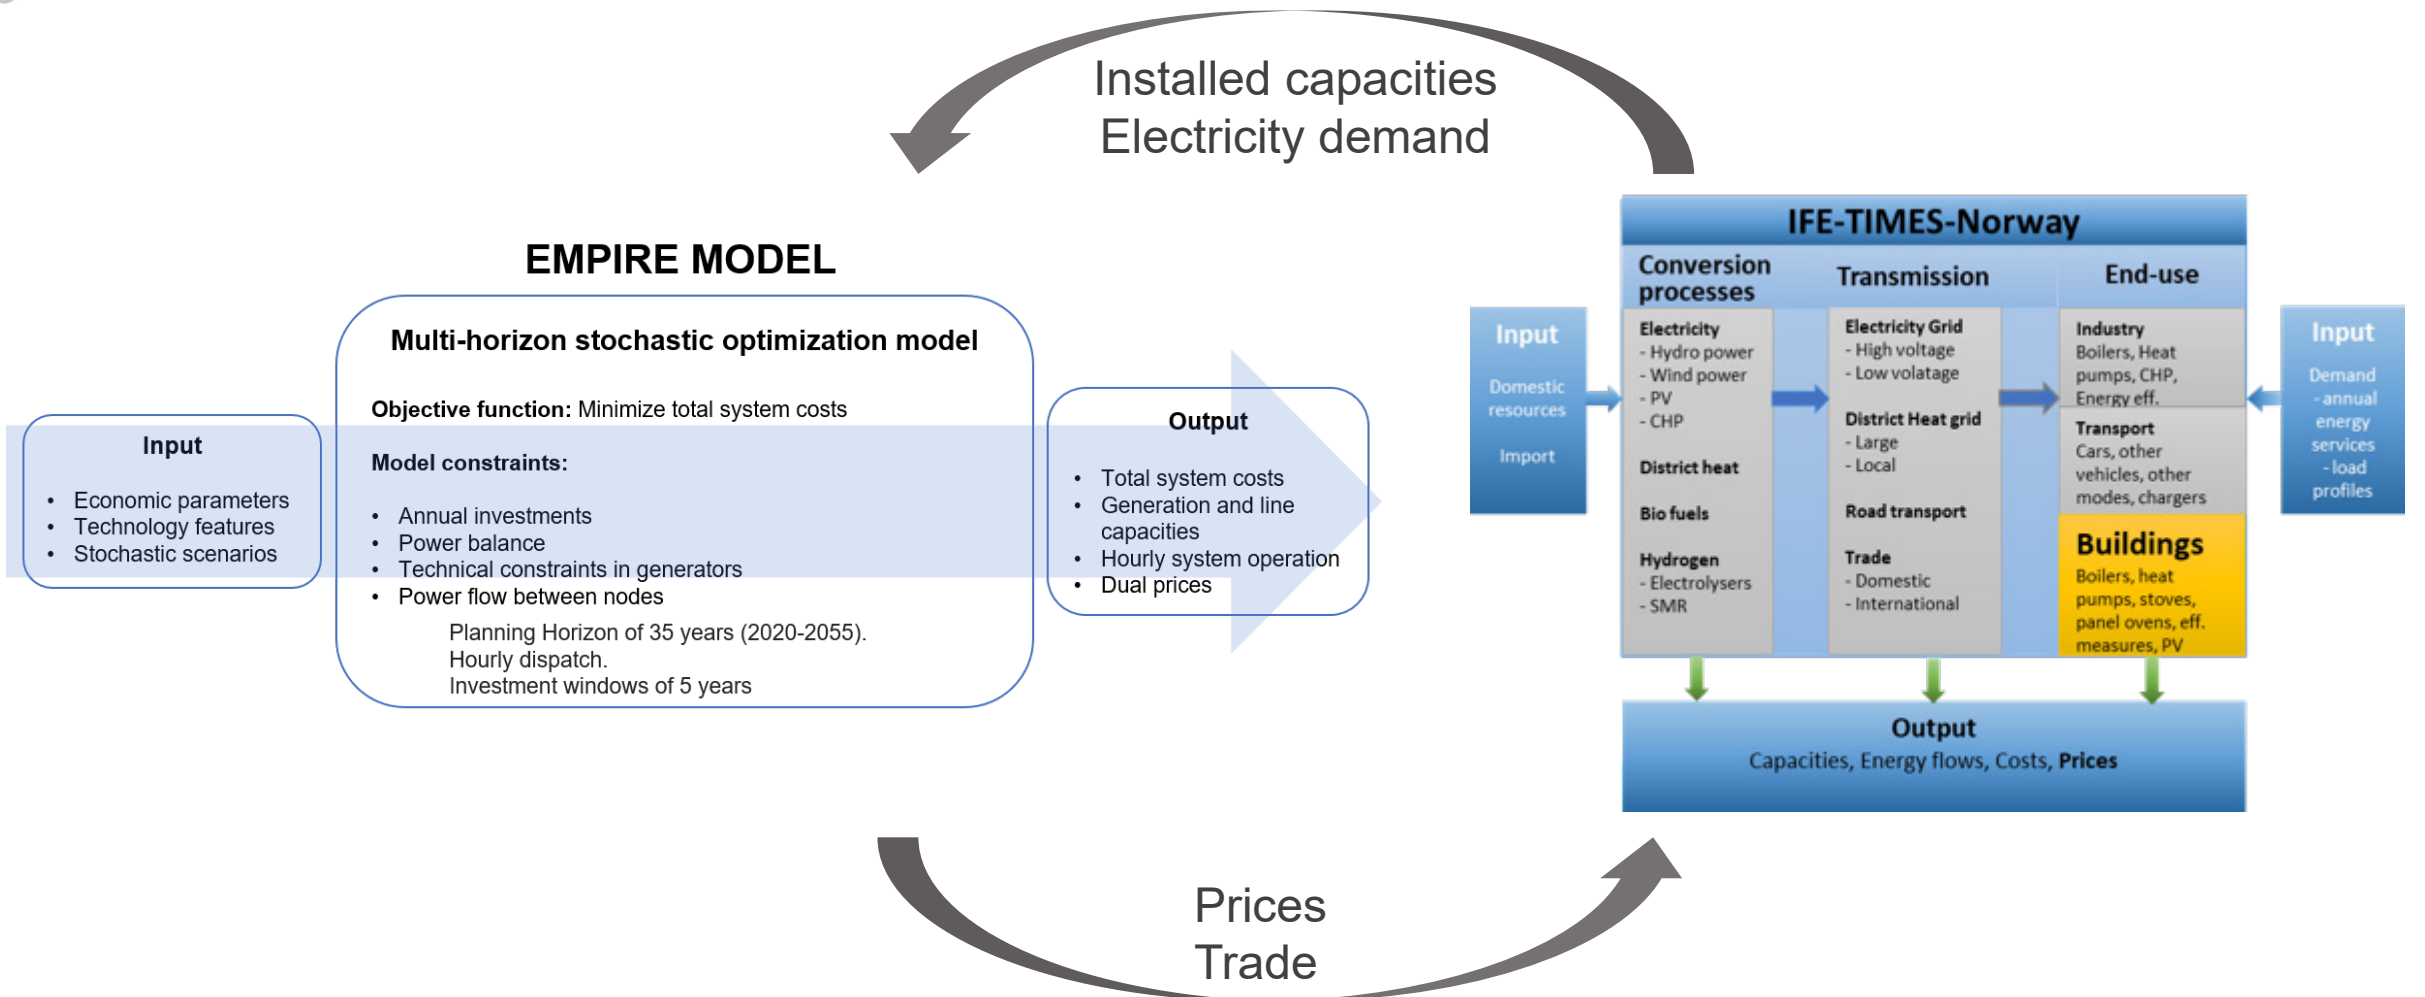 Installed capacities
Electricity demand
EMPIRE MODEL
Multi-horizon stochastic optimization model
Objective function: Minimize total system costs
Model constraints:
• Annual investments
• Power balance
• Technical constraints in generators
• Power flow between nodes
Planning Horizon of 35 years (2020-2055).
Hourly dispatch.
Investment windows of 5 years
Input
• Economic parameters
• Technology features
• Stochastic scenarios
Output
• Total system costs
• Generation and line
capacities
• Hourly system operation
• Dual prices
IFE-TIMES-Norway
Input
Domestic
resources
Import
Conversion
processes
Electricity
- Hydro power
- Wind power
- PV
- CHP
District heat
Bio fuels
Hydrogen
- Electrolysers
- SMR
Transmission
Electricity Grid
- High voltage
- Low volatage
District Heat grid
- Large
- Local
Road transport
Trade
- Domestic
- International
End-use
Industry
Boilers, Heat
pumps, CHP,
Energy eff.
Transport
Cars, other
vehicles, other
modes, chargers
Buildings
Boilers, heat
pumps, stoves,
panel ovens, eff.
measures, PV
Input
Demand
- annual
energy
services
- load
profiles
Output
Capacities, Energy flows, Costs, Prices
Prices
Trade